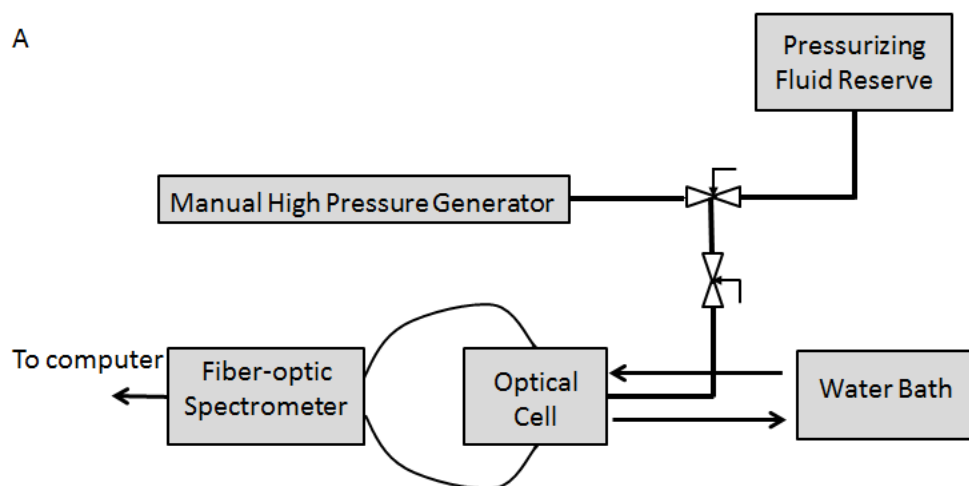 A
Pressurizing
Fluid Reserve
Manual High Pressure Generator
To computer
Fiber-optic
Spectrometer
Optical
Cell
Water Bath